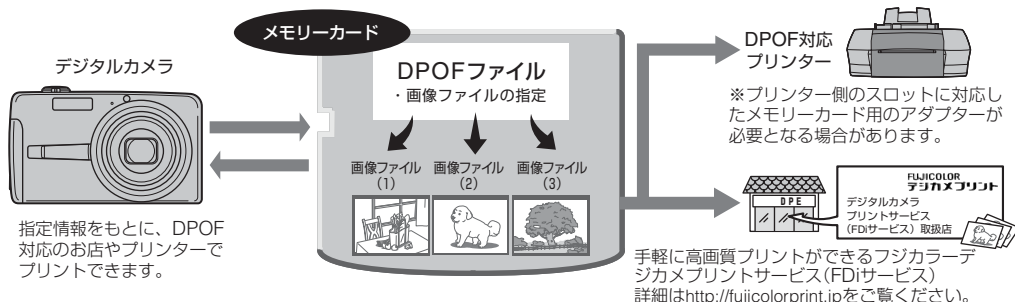 メモリーカード
デジタルカメラ
DPOFファイル
・画像ファイルの指定
画像ファイル
(1)
画像ファイル
(2)
画像ファイル
(3)
指定情報をもとに、DPOF
対応のお店やプリンターで
プリントできます。
DPOF対応
プリンター
※プリンター側のスロットに対応し
たメモリーカード用のアダプターが
必要となる場合があります。
DPE
FUJICOLOR
デジカメプリント
デジタルカメラ
プリントサービス
(FDiサービス)取扱店
手軽に高画質プリントができるフジカラーデ
ジカメプリントサービス(FDiサービス)
詳細はhttp://fujicolorprint.jpをご覧ください。